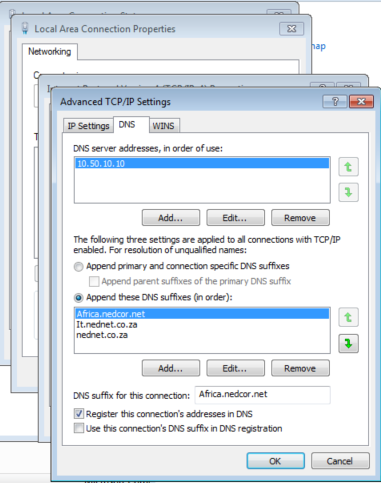 Local Area Connection Properties
Networking
Advanced TCP/IP Settings
IP Settings DNS WINS
DNS server addresses, in order of use:
10.50.10.10
Add... Edit... Remove
The following three settings are applied to all connections with TCP/IP
enabled. For resolution of unqualified names:
Append primary and connection specific DNS suffixes
Append parent suffixes of the primary DNS suffix
Append these DNS suffixes (in order):
Africa.nedcor.net
It.nednet.co.za
nednet.co.za
Add... Edit... Remove
DNS suffix for this connection: Africa.nedcor.net
Register this connection's addresses in DNS
Use this connection's DNS suffix in DNS registration
OK Cancel